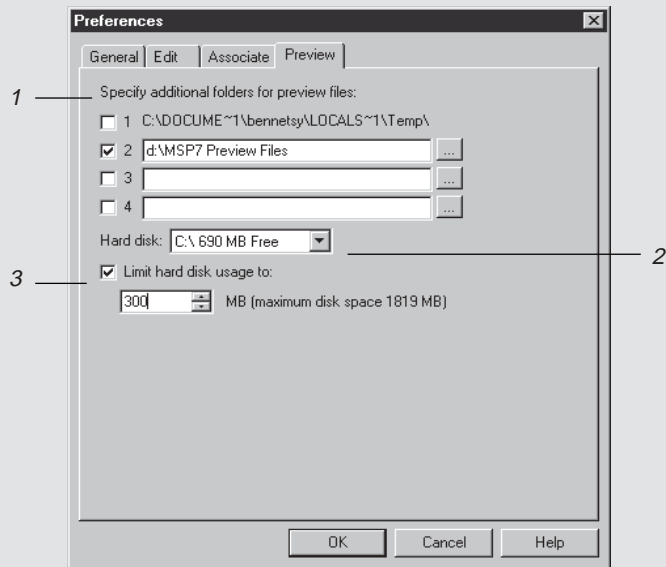 Preferences
General Edit Associate Preview
1
Specify additional folders for preview files:
1 C:\DOCUME~1\bennetsy\LOCALS~1\Temp\
2 d:\MSP7 Preview Files ...
3 ...
4 ...
Hard disk: C:\ 690 MB Free
2
3
Limit hard disk usage to:
300 MB (maximum disk space 1819 MB)
OK Cancel Help